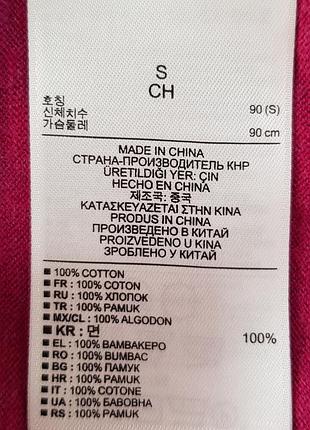 S
CH
호칭
신체치수 90 (S)
가슴둘레 90 cm
MADE IN CHINA
СТРАНА-ПРОИЗВОДИТЕЛЬ КНР
ÜRETILDIĞI YER: ÇIN
HECHO EN CHINA
제조국: 중국
ΚΑΤΑΣΚΕΥΑΖΕΤΑΙ ΣΤΗΝ ΚΙΝΑ
PRODUS IN CHINA
ПРОИЗВЕДЕНО В КИТАЙ
PROIZVEDENO U KINA
ЗРОБЛЕНО У КИТАЙ
100% COTTON
FR : 100% COTON
RU : 100% ХЛОПОК
TR : 100% PAMUK
MX/CL : 100% ALGODON
KR : 면 100%
EL : 100% ΒΑΜΒΑΚΕΡΟ
RO : 100% BUMBAC
BG : 100% ПАМУК
HR : 100% PAMUK
IT : 100% COTONE
UA : 100% БАВОВНА
RS : 100% PAMUK